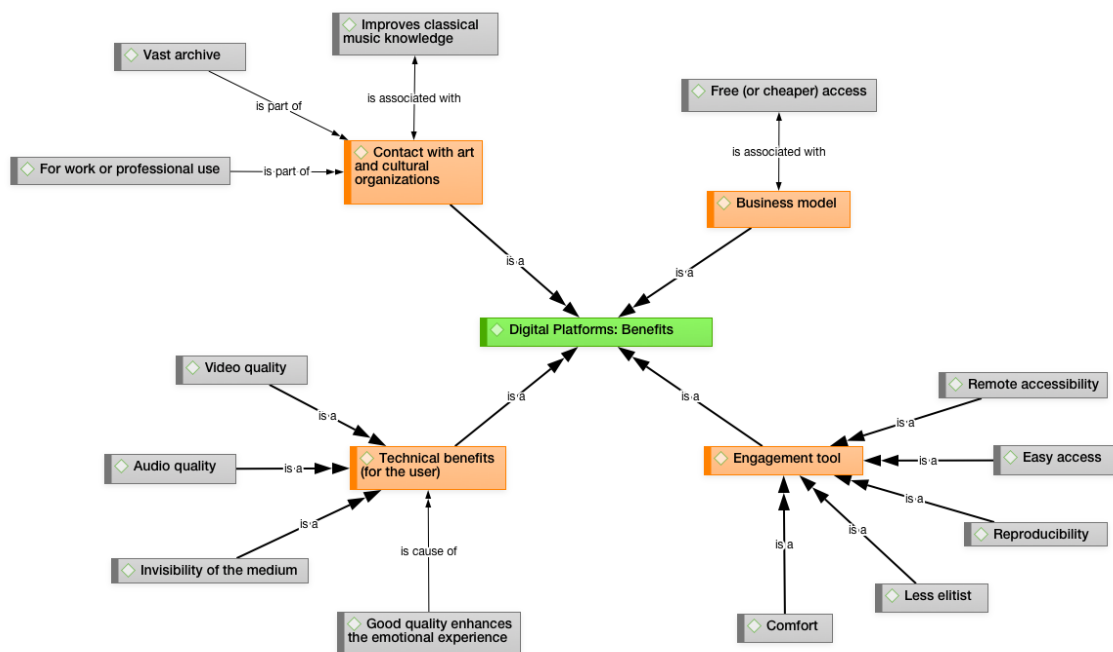 Improves classical
music knowledge
Vast archive
Free (or cheaper) access
is part of
is associated with
Contact with art
and cultural
organizations
For work or professional use
is part of
is associated with
Business model
is a
is a
Digital Platforms: Benefits
Video quality
Remote accessibility
is a
is a
is a
is a
Technical benefits
(for the user)
Engagement tool
Easy access
is a
Audio quality
is a
is a
is a
Reproducibility
is a
is a
is cause of
Invisibility of the medium
Less elitist
Good quality enhances
the emotional experience
Comfort